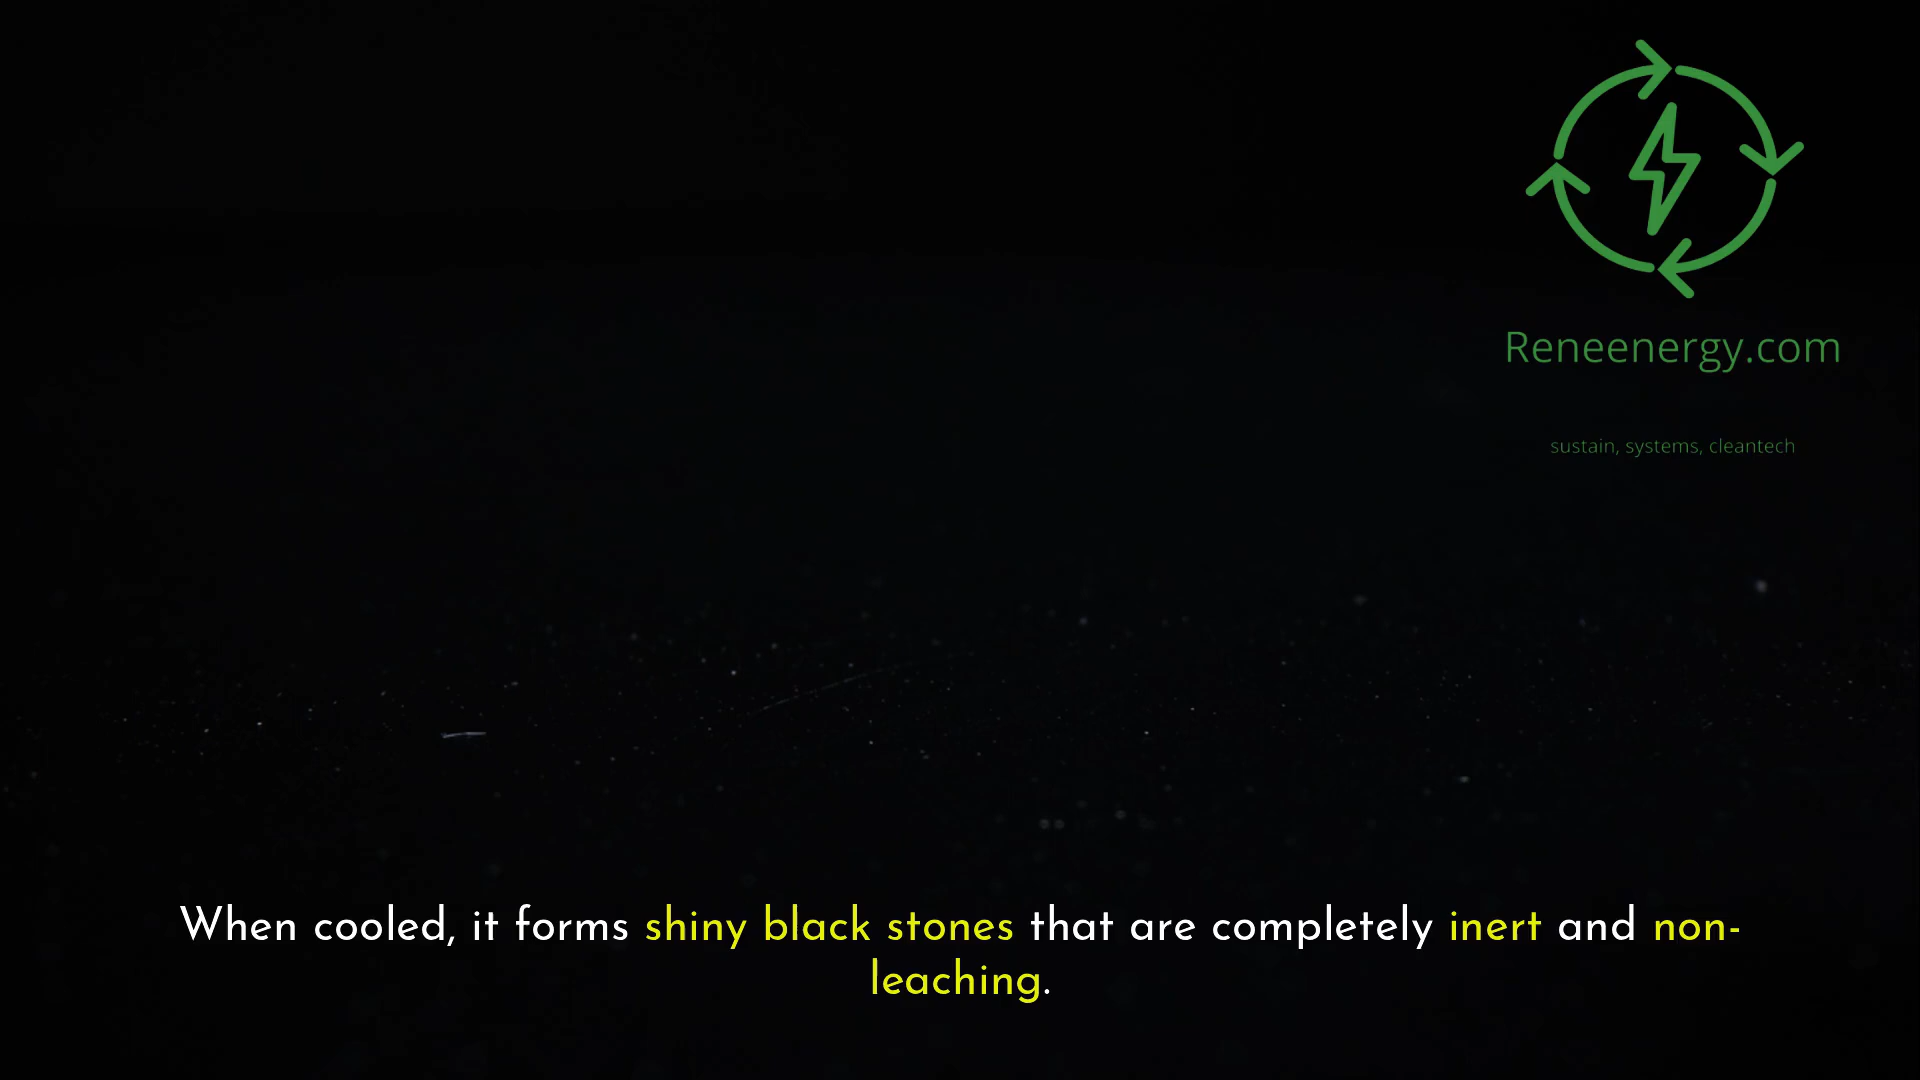 Reneenergy.com
sustain, systems, cleantech
When cooled, it forms shiny black stones that are completely inert and non-
leaching.